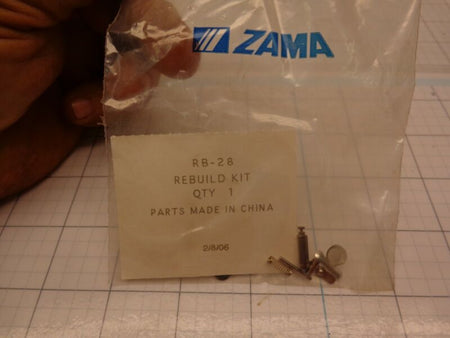 ZAMA
RB-28
REBUILD KIT
QTY 1
PARTS MADE IN CHINA
2/8/06